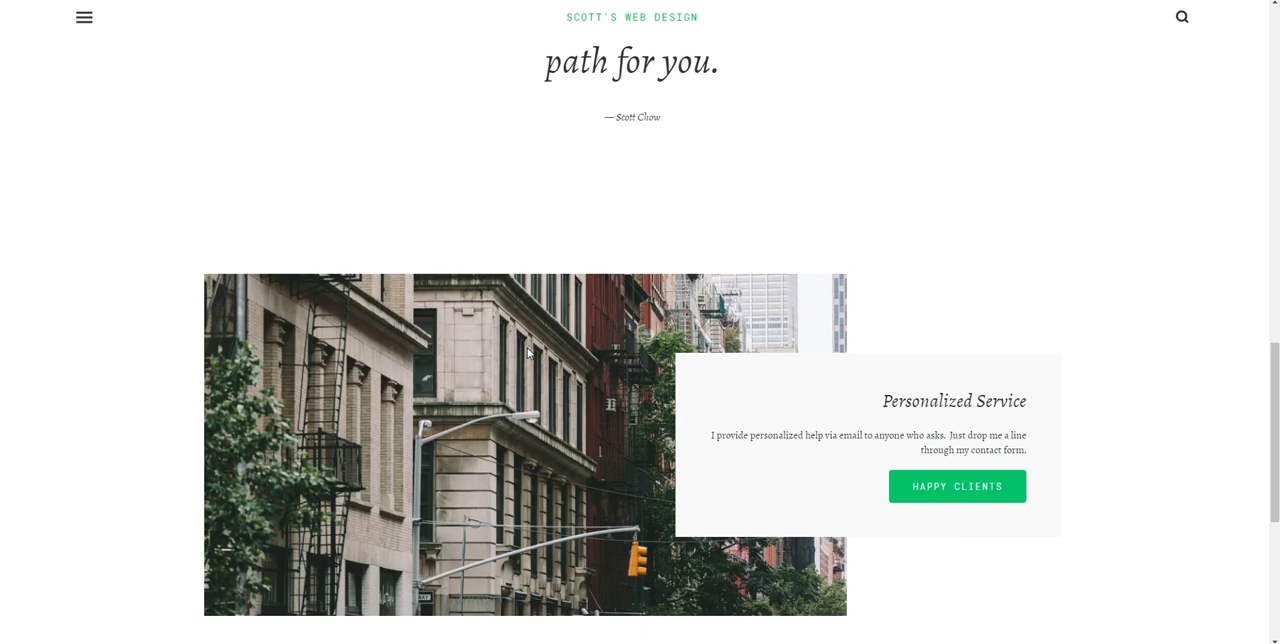 SCOTT'S WEB DESIGN
path for you.
— Scott Chow
Personalized Service
I provide personalized help via email to anyone who asks. Just drop me a line
through my contact form.
HAPPY CLIENTS
WAY